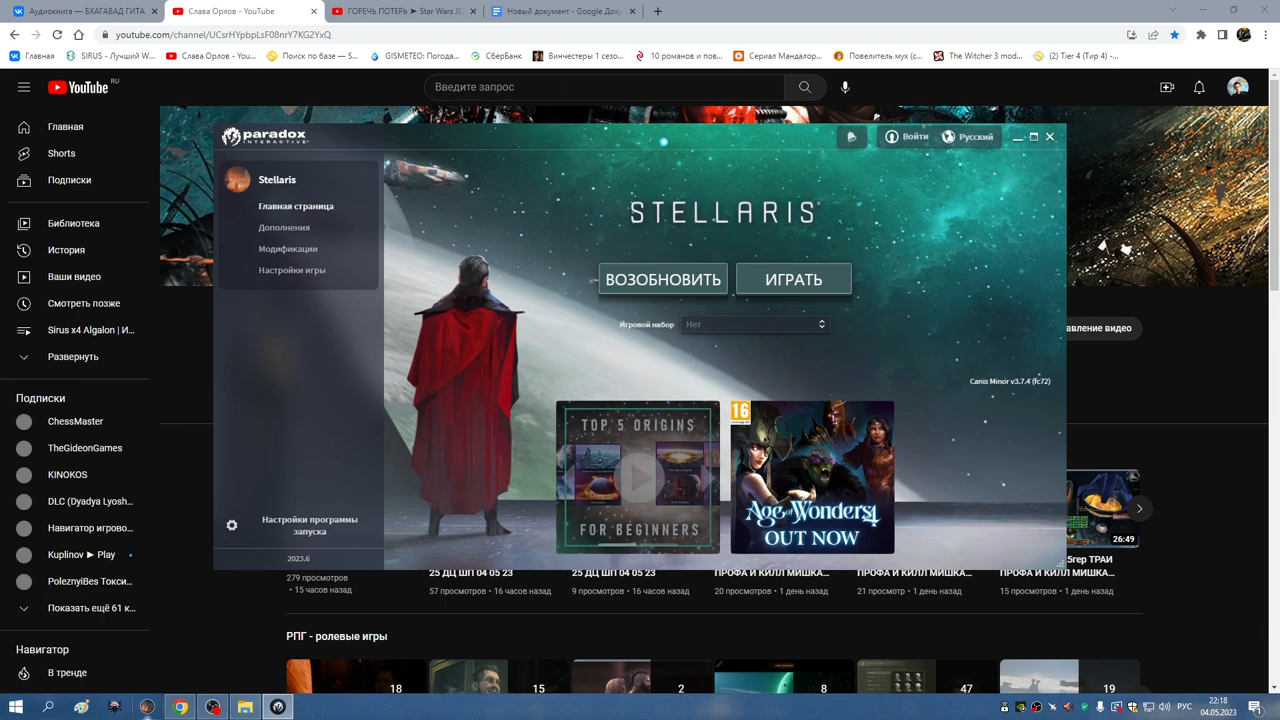 Аудиокнига — БХАГАВАД ГИТА
Слава Орлов - YouTube
ГОРЕЧЬ ПОТЕРЬ ► Star Wars JE
Новый документ - Google Доку
youtube.com/channel/UCsrHYpbpLsF08nrY7KG2YxQ
Главная
SIRUS - Лучший W...
Слава Орлов - You...
Поиск по базе — S...
GISMETEO: Погода...
СберБанк
Винчестеры 1 сезо...
10 романов и пов...
Сериал Мандалор...
Повелитель мух (с...
The Witcher 3 mod...
(2) Tier 4 (Тир 4) -...
YouTube
RU
Введите запрос
Главная
Shorts
Подписки
Библиотека
История
Ваши видео
Смотреть позже
Sirus x4 Algalon | И...
Развернуть
Подписки
ChessMaster
TheGideonGames
KINOKOS
DLC (Dyadya Lyosh...
Навигатор игрово...
Kuplinov ► Play
PoleznyiBes Токси...
Показать ещё 61 к...
Навигатор
В тренде
paradox
INTERACTIVE
Войти
Русский
Stellaris
Главная страница
Дополнения
Модификации
Настройки игры
Настройки программы
запуска
2023.6
STELLARIS
ВОЗОБНОВИТЬ
ИГРАТЬ
Игровой набор
Нет
Canis Minor v3.7.4 (fc72)
TOP 5 ORIGINS
FOR BEGINNERS
16
Age of Wonders 4
OUT NOW
авление видео
26:49
279 просмотров
• 15 часов назад
25 ДЦ ШП 04 05 23
57 просмотров • 16 часов назад
25 ДЦ ШП 04 05 23
9 просмотров • 16 часов назад
ПРОФА И КИЛЛ МИШКА...
20 просмотров • 1 день назад
ПРОФА И КИЛЛ МИШКА...
21 просмотр • 1 день назад
5гер ТРАИ
ПРОФА И КИЛЛ МИШКА...
15 просмотров • 1 день назад
РПГ - ролевые игры
18
15
2
8
47
19
РУС
22:18
04.05.2023
1